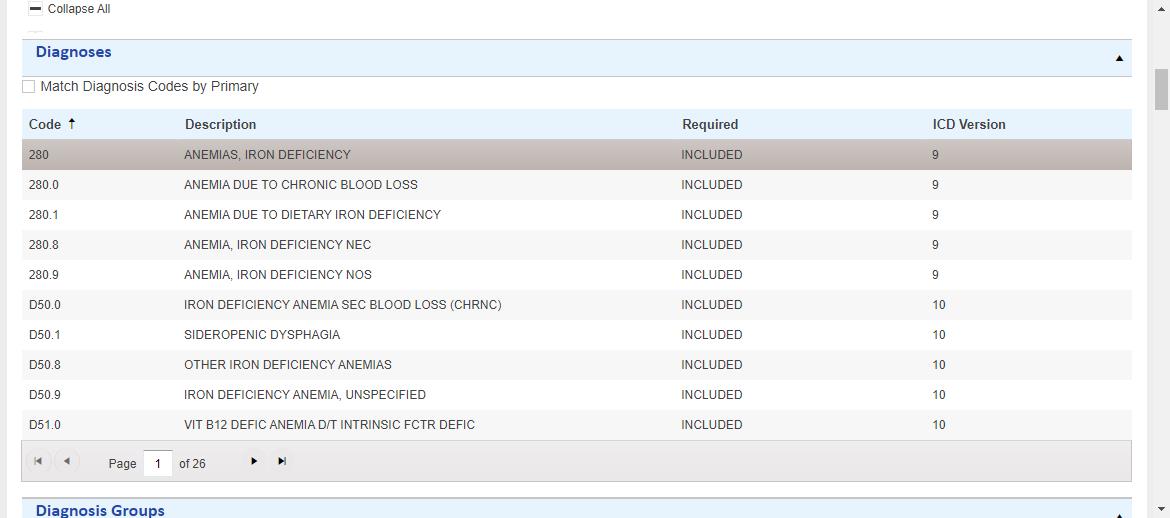 Collapse All
Diagnoses
Match Diagnosis Codes by Primary
Code Description Required ICD Version
280 ANEMIAS, IRON DEFICIENCY INCLUDED 9
280.0 ANEMIA DUE TO CHRONIC BLOOD LOSS INCLUDED 9
280.1 ANEMIA DUE TO DIETARY IRON DEFICIENCY INCLUDED 9
280.8 ANEMIA, IRON DEFICIENCY NEC INCLUDED 9
280.9 ANEMIA, IRON DEFICIENCY NOS INCLUDED 9
D50.0 IRON DEFICIENCY ANEMIA SEC BLOOD LOSS (CHRNC) INCLUDED 10
D50.1 SIDEROPENIC DYSPHAGIA INCLUDED 10
D50.8 OTHER IRON DEFICIENCY ANEMIAS INCLUDED 10
D50.9 IRON DEFICIENCY ANEMIA, UNSPECIFIED INCLUDED 10
D51.0 VIT B12 DEFIC ANEMIA D/T INTRINSIC FCTR DEFIC INCLUDED 10
Page 1 of 26
Diagnosis Groups